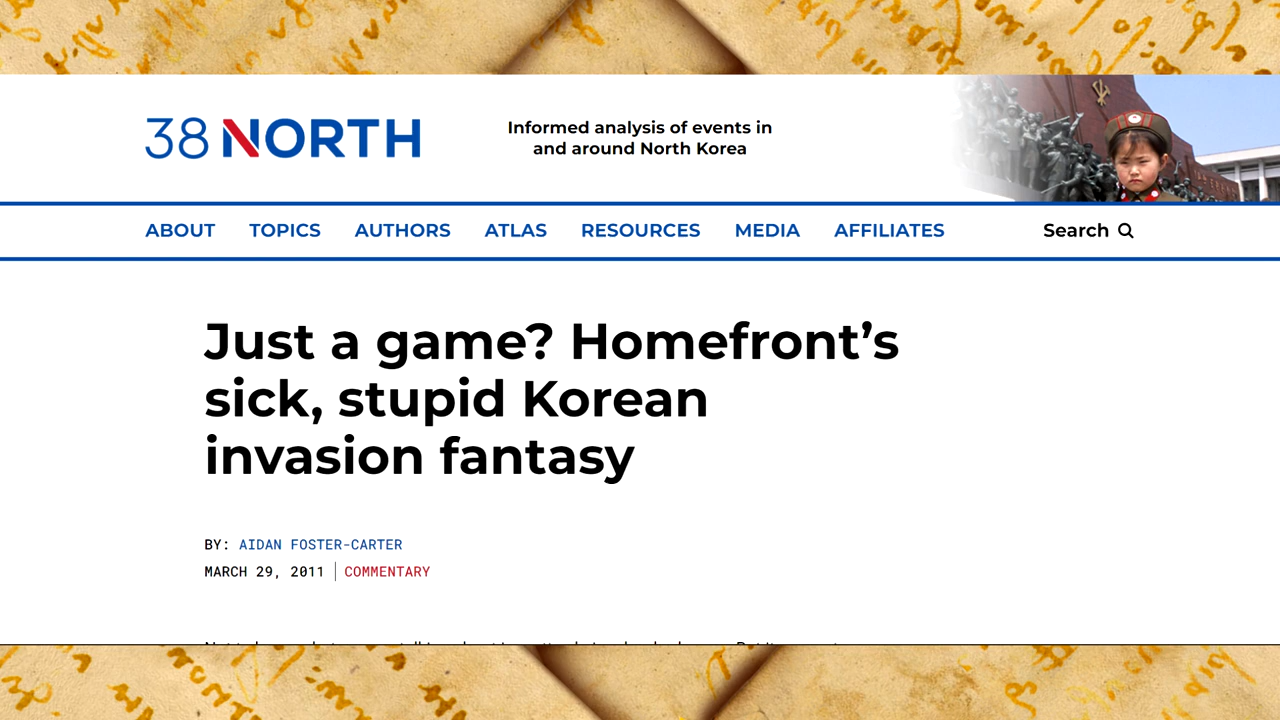 38 NORTH
Informed analysis of events in
and around North Korea
ABOUT TOPICS AUTHORS ATLAS RESOURCES MEDIA AFFILIATES Search
Just a game? Homefront’s
sick, stupid Korean
invasion fantasy
BY: AIDAN FOSTER-CARTER
MARCH 29, 2011 COMMENTARY